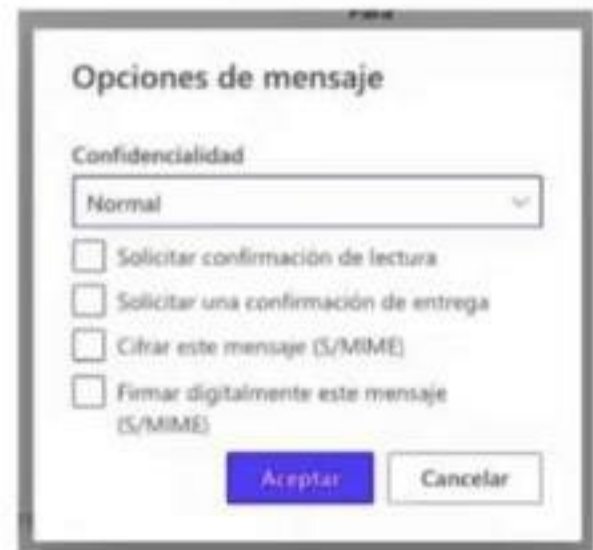 Opciones de mensaje
Confidencialidad
Normal
Solicitar confirmación de lectura
Solicitar una confirmación de entrega
Cifrar este mensaje (S/MIME)
Firmar digitalmente este mensaje
(S/MIME)
Aceptar
Cancelar